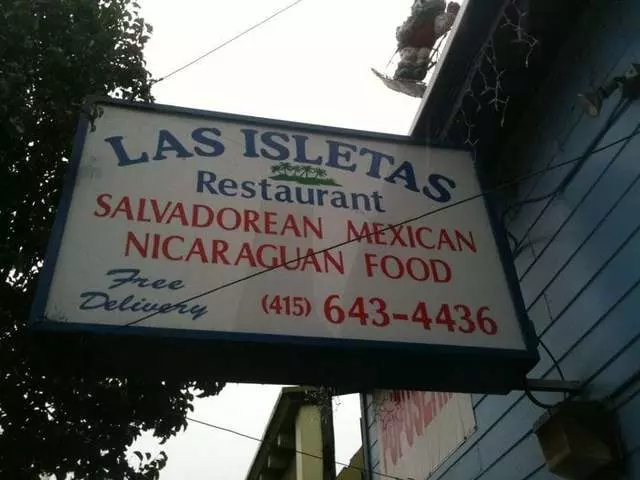 LAS ISLETAS
Restaurant
SALVADOREAN MEXICAN
NICARAGUAN FOOD
Free
Delivery
(415) 643-4436